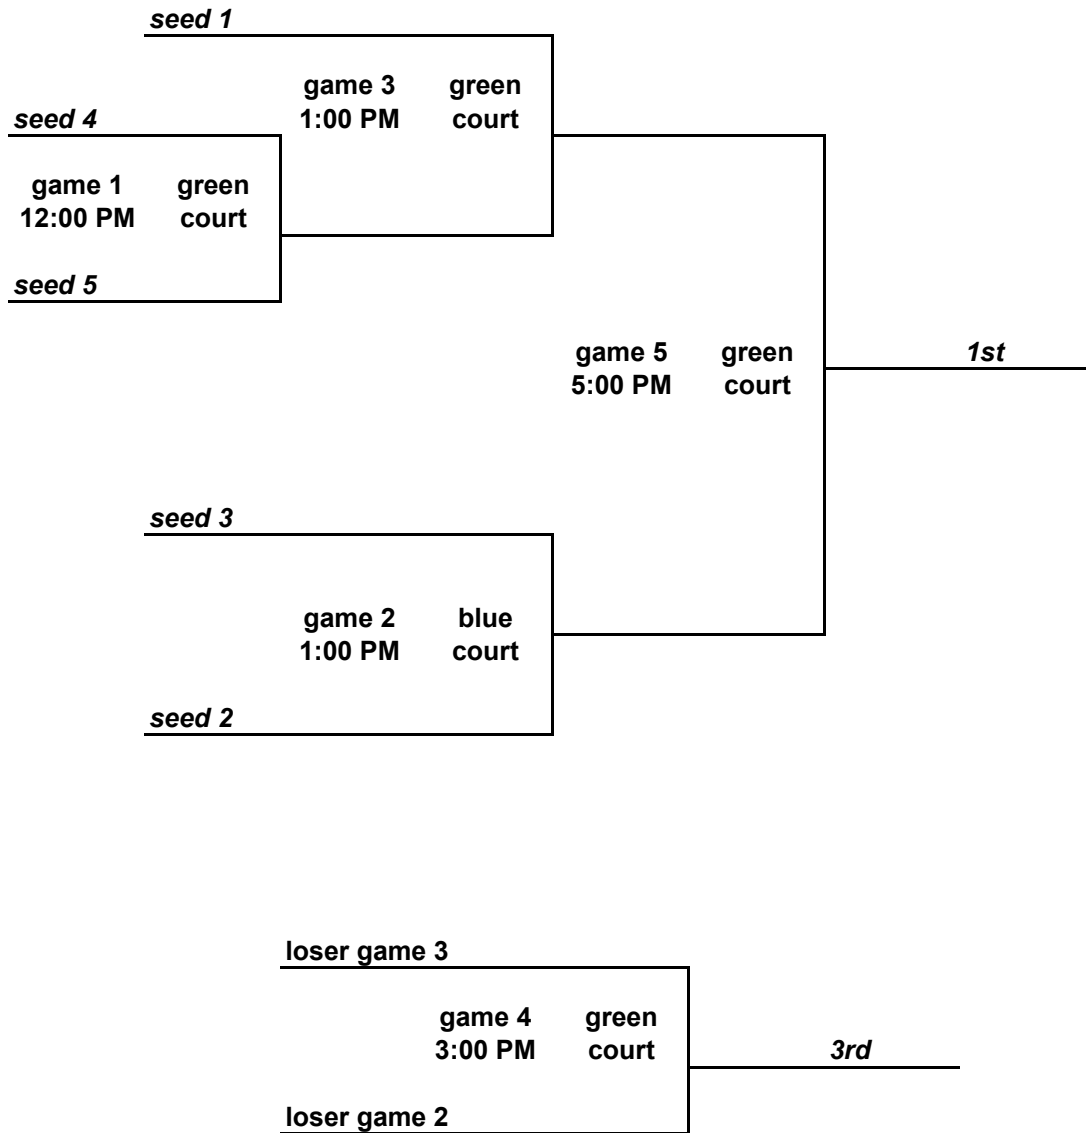 seed 1
game 3 green
1:00 PM court
seed 4
game 1 green
12:00 PM court
seed 5
game 5 green
5:00 PM court
1st
seed 3
game 2 blue
1:00 PM court
seed 2
loser game 3
game 4 green
3:00 PM court
3rd
loser game 2